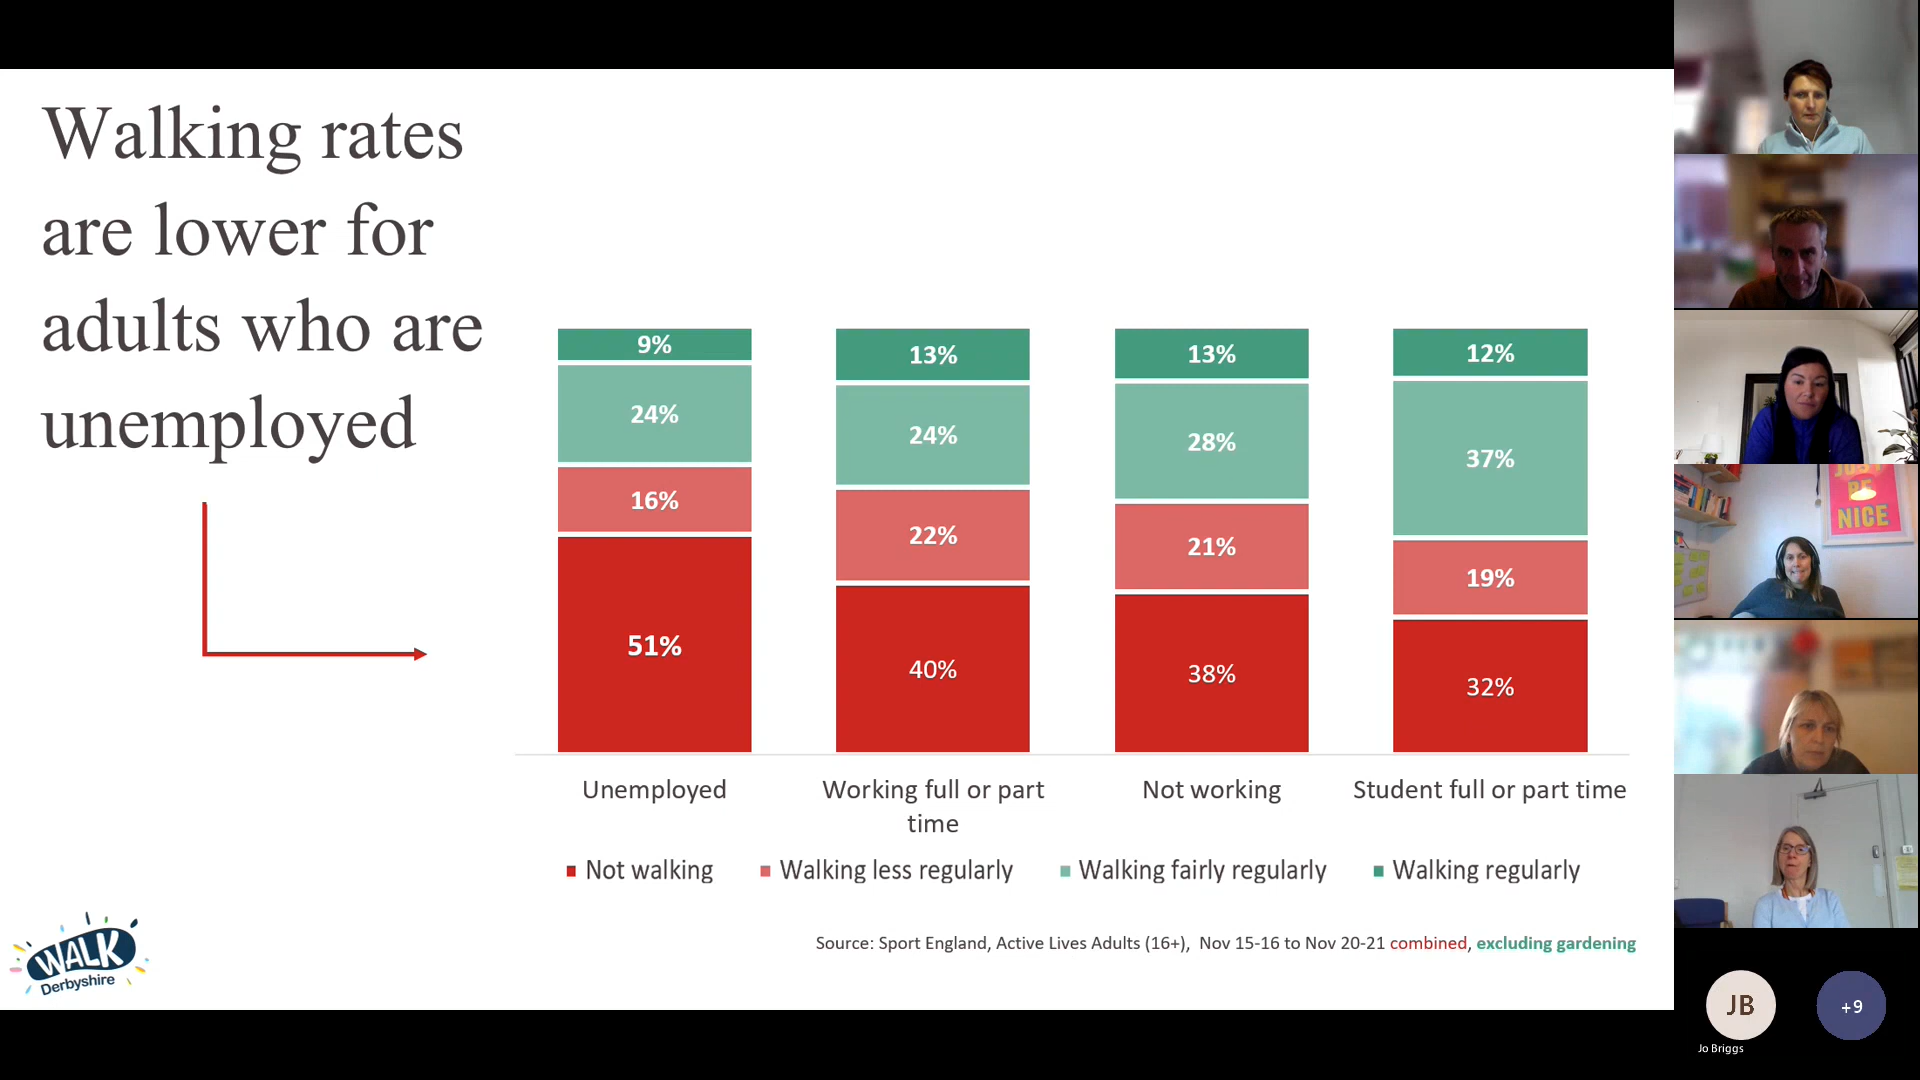 Walking rates
are lower for
adults who are
unemployed
9%
24%
16%
51%
13%
24%
22%
40%
13%
28%
21%
38%
12%
37%
19%
32%
Unemployed
Working full or part
time
Not working
Student full or part time
Not walking
Walking less regularly
Walking fairly regularly
Walking regularly
Source: Sport England, Active Lives Adults (16+), Nov 15-16 to Nov 20-21 combined, excluding gardening
WALK
Derbyshire
JUST
BE
NICE
JB
Jo Briggs
+9